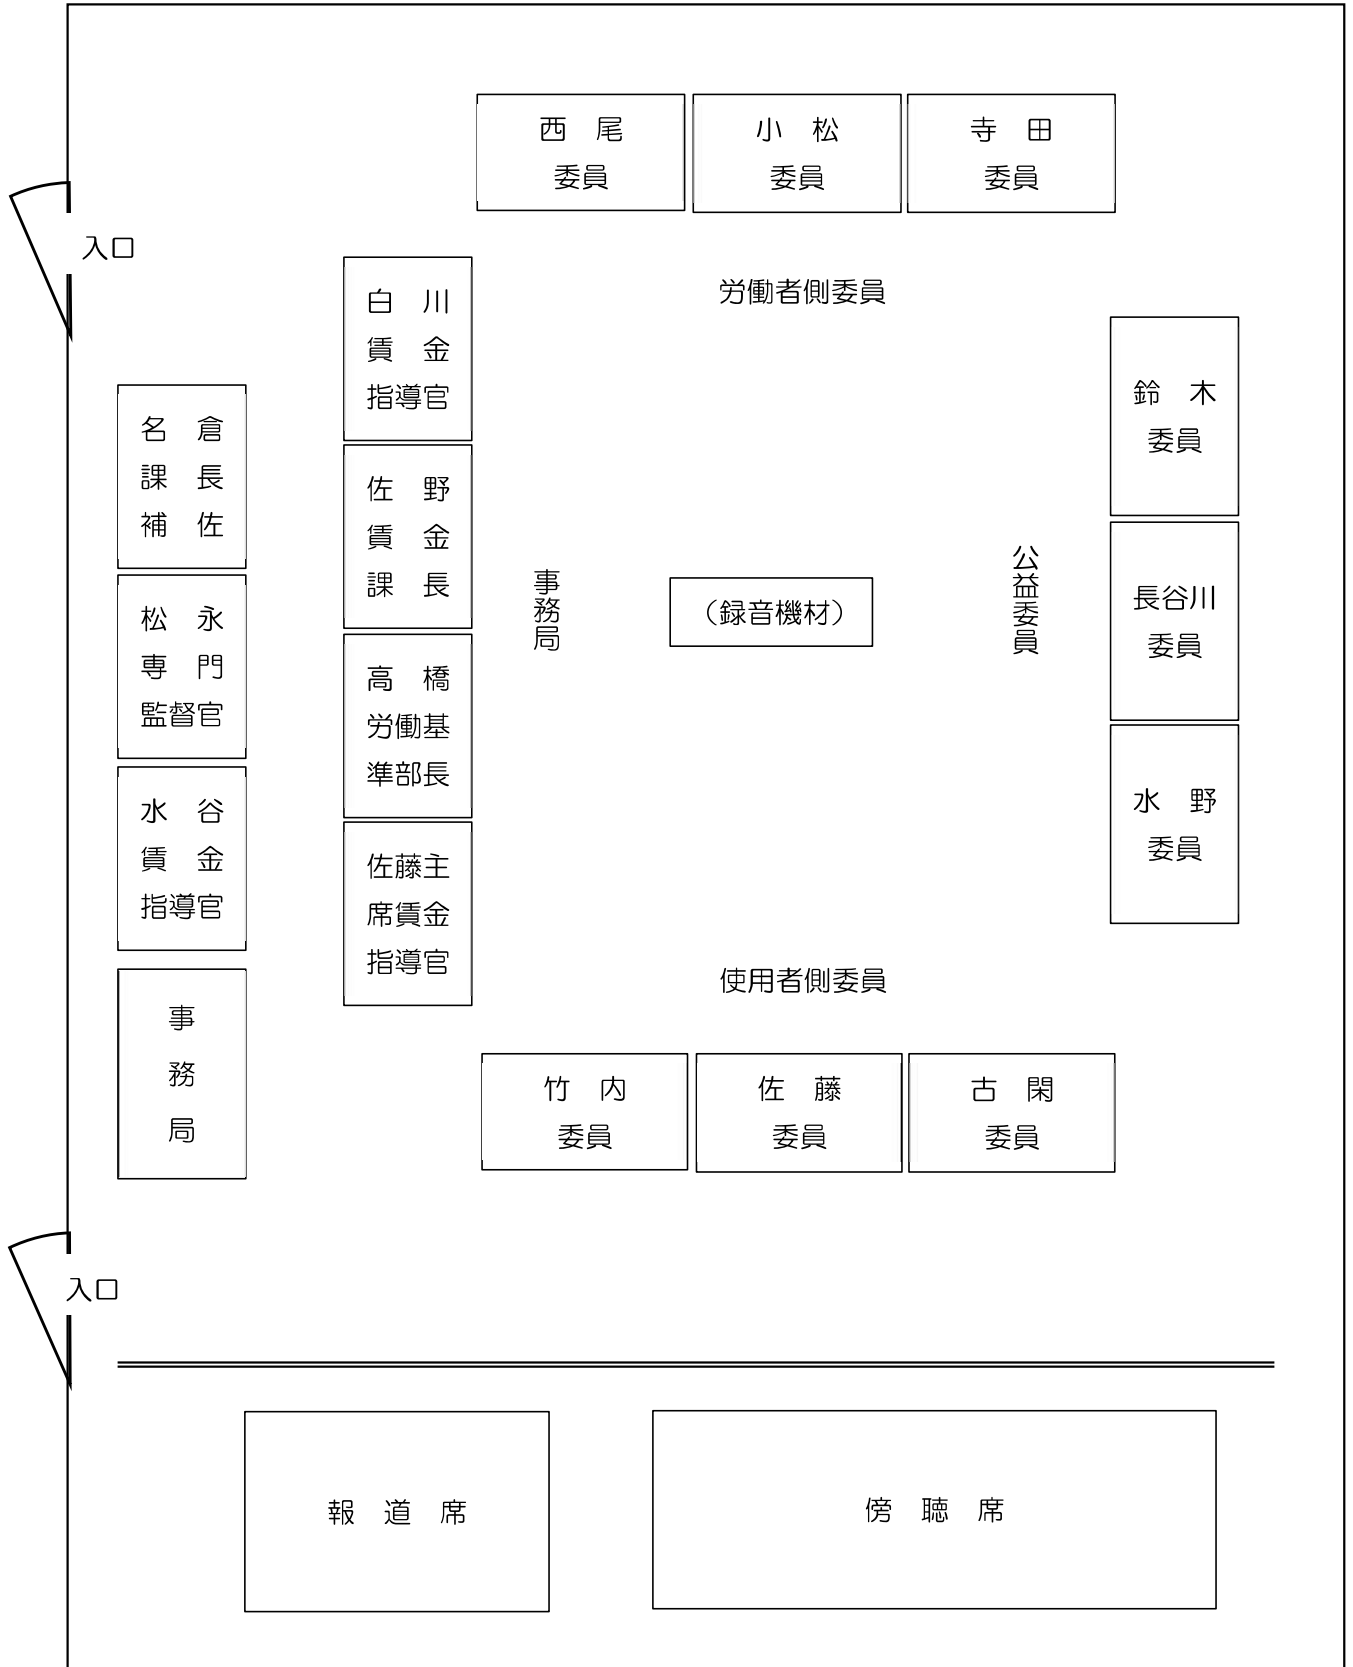 西　尾
委員
小　松
委員
寺　田
委員
入口
労働者側委員
白　川
賃　金
指導官
鈴　木
委員
名　倉
課　長
補　佐
佐　野
賃　金
課　長
事務局
（録音機材）
公益委員
長谷川
委員
松　永
専　門
監督官
高　橋
労働基
準部長
水　野
委員
水　谷
賃　金
指導官
佐藤主
席賃金
指導官
使用者側委員
事
務
局
竹　内
委員
佐　藤
委員
古　閑
委員
入口
報　道　席
傍　聴　席